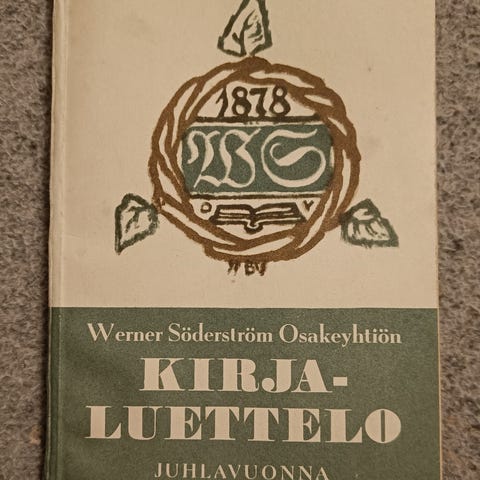 1878
WS
O Y
Werner Söderström Osakeyhtiön
KIRJA-
LUETTELO
JUHLAVUONNA